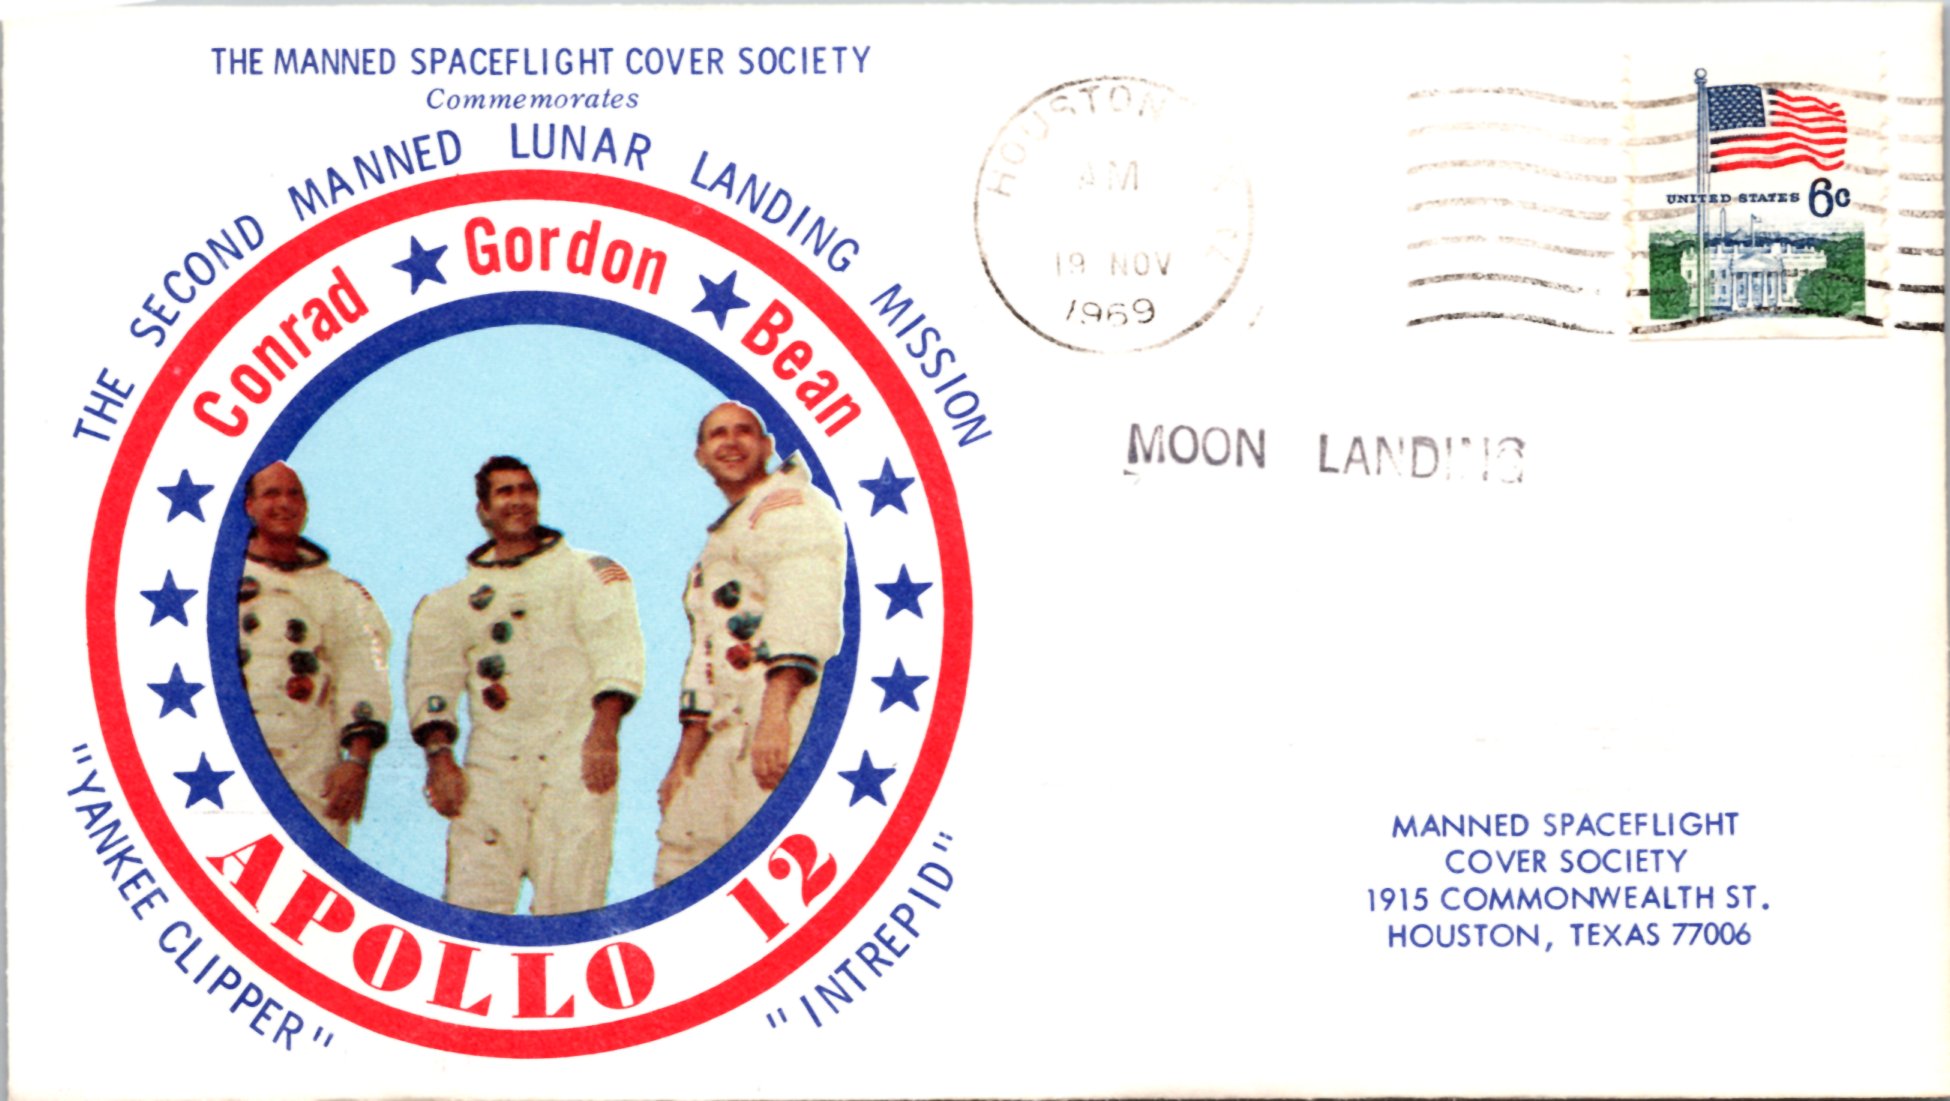 THE MANNED SPACEFLIGHT COVER SOCIETY
Commemorates
THE SECOND MANNED LUNAR LANDING MISSION
Conrad ★ Gordon ★ Bean
APOLLO 12
"YANKEE CLIPPER"
"INTREPID"
HOUSTON
AM
19 NOV
1969
UNITED STATES 6c
MOON LANDING
MANNED SPACEFLIGHT
COVER SOCIETY
1915 COMMONWEALTH ST.
HOUSTON, TEXAS 77006